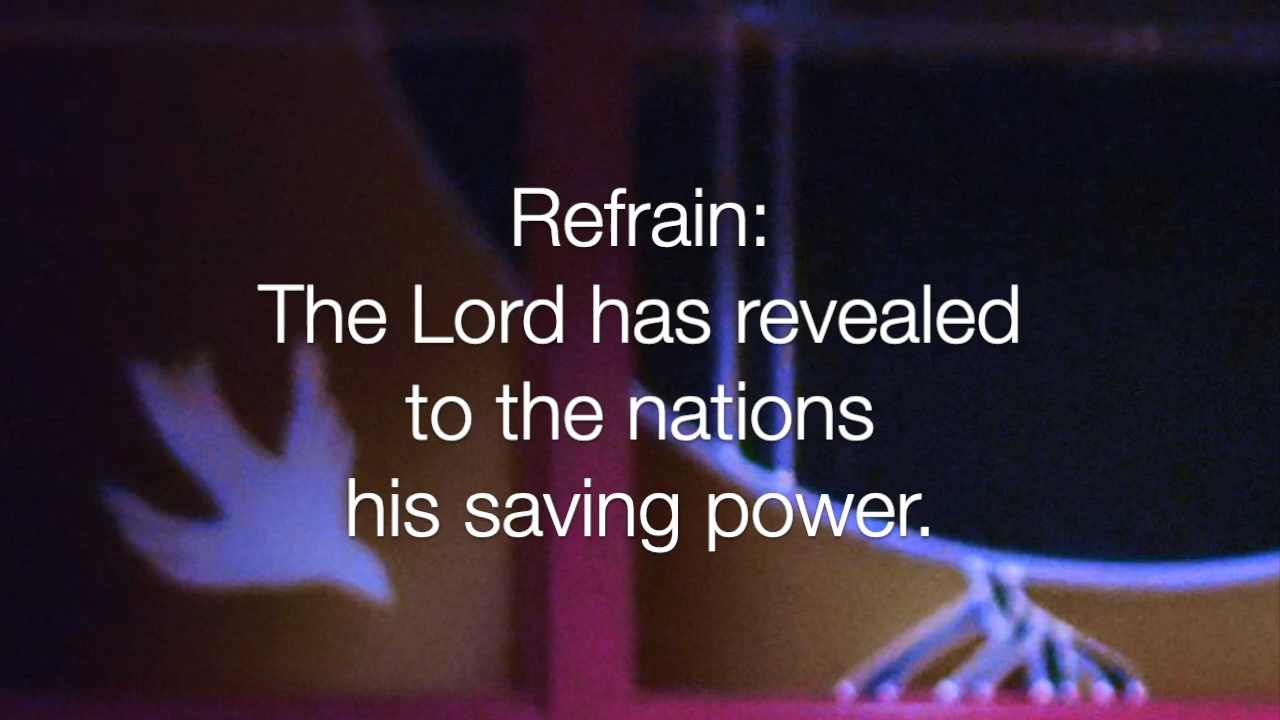 Refrain:
The Lord has revealed
to the nations
his saving power.